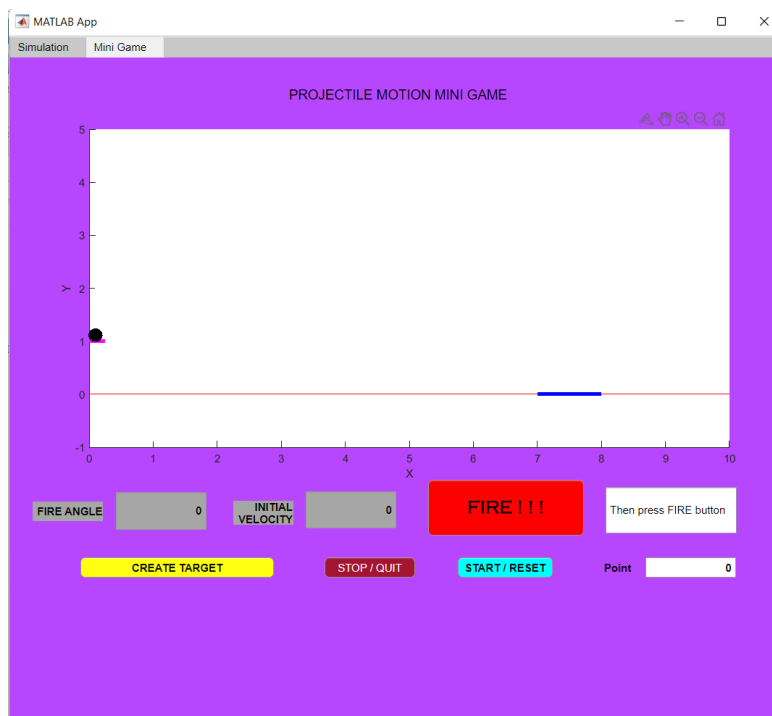 MATLAB App
Simulation Mini Game
PROJECTILE MOTION MINI GAME
5
4
3
2
1
0
-1
Y
0 1 2 3 4 5 6 7 8 9 10
X
FIRE ANGLE 0
INITIAL
VELOCITY 0
FIRE ! ! !
Then press FIRE button
CREATE TARGET STOP / QUIT START / RESET Point 0